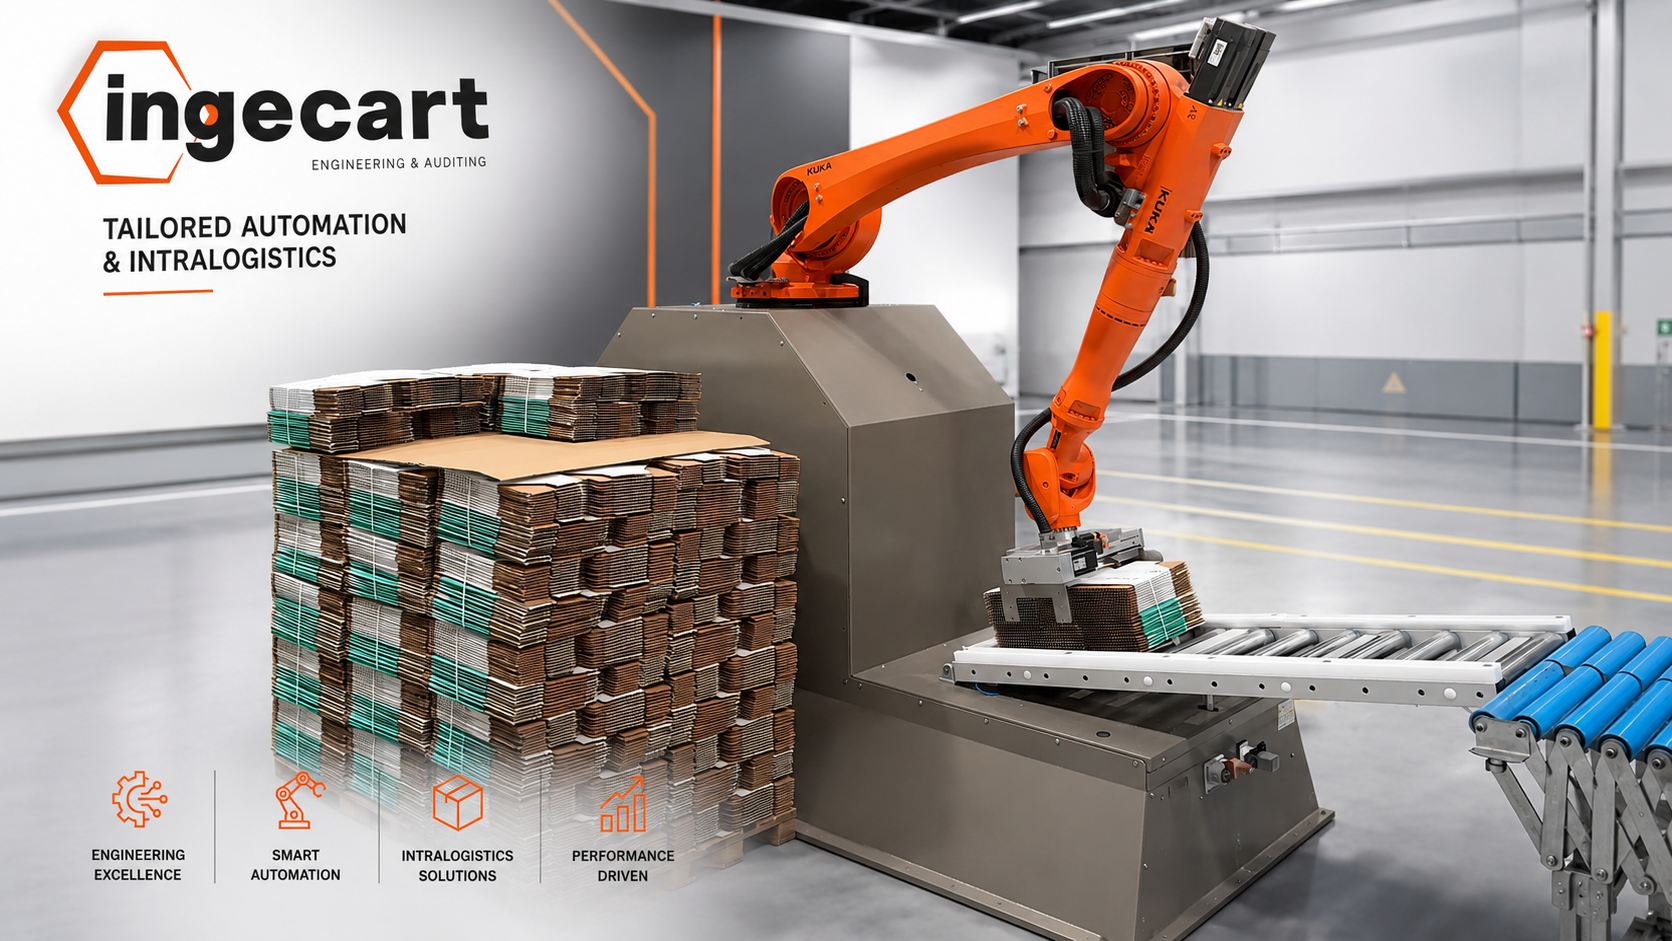 ingecart
ENGINEERING & AUDITING
TAILORED AUTOMATION
& INTRALOGISTICS
KUKA
KUKA
ENGINEERING
EXCELLENCE
SMART
AUTOMATION
INTRALOGISTICS
SOLUTIONS
PERFORMANCE
DRIVEN